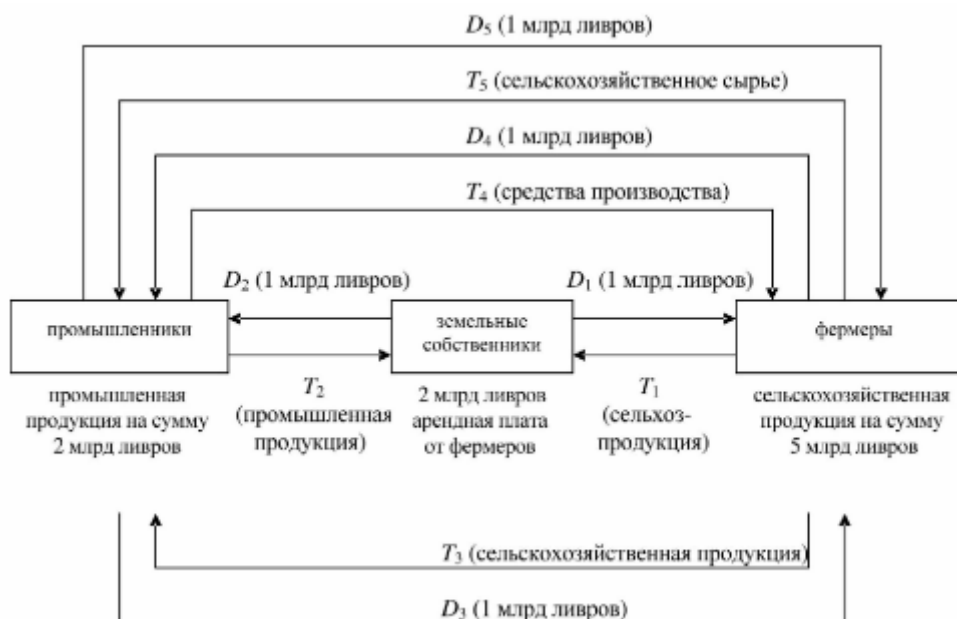 D5 (1 млрд ливров)
T5 (сельскохозяйственное сырье)
D4 (1 млрд ливров)
T4 (средства производства)
D2 (1 млрд ливров)
D1 (1 млрд ливров)
промышленники
земельные
собственники
фермеры
промышленная
продукция на сумму
2 млрд ливров
T2
(промышленная
продукция)
2 млрд ливров
арендная плата
от фермеров
T1
(сельхоз-
продукция)
сельскохозяйственная
продукция на сумму
5 млрд ливров
T3 (сельскохозяйственная продукция)
D3 (1 млрд ливров)